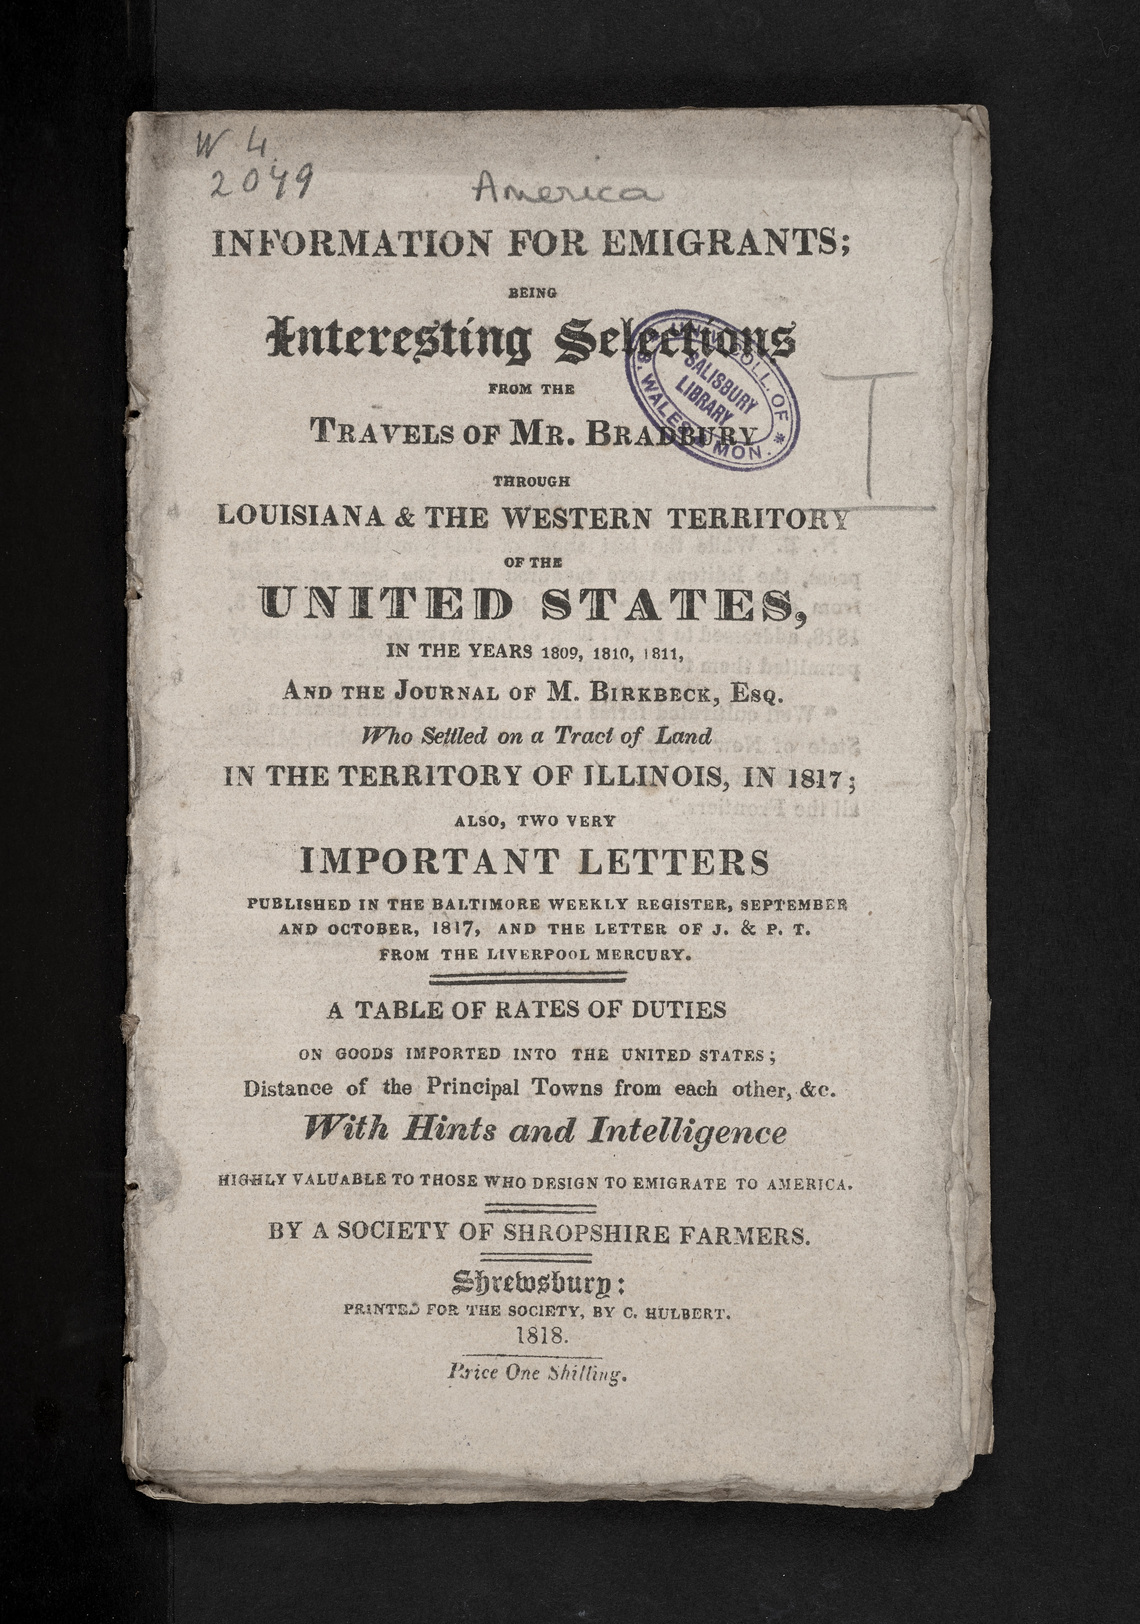 W 4.
2049
America
INFORMATION FOR EMIGRANTS;
BEING
Interesting Selections
UNIV. COLL. OF * S. WALES & MON.
SALISBURY
LIBRARY
FROM THE
TRAVELS OF MR. BRADBURY
THROUGH
LOUISIANA & THE WESTERN TERRITORY
OF THE
UNITED STATES,
IN THE YEARS 1809, 1810, 1811,
AND THE JOURNAL OF M. BIRKBECK, ESQ.
Who Settled on a Tract of Land
IN THE TERRITORY OF ILLINOIS, IN 1817;
ALSO, TWO VERY
IMPORTANT LETTERS
PUBLISHED IN THE BALTIMORE WEEKLY REGISTER, SEPTEMBER
AND OCTOBER, 1817, AND THE LETTER OF J. & P. T.
FROM THE LIVERPOOL MERCURY.
A TABLE OF RATES OF DUTIES
ON GOODS IMPORTED INTO THE UNITED STATES;
Distance of the Principal Towns from each other, &c.
With Hints and Intelligence
HIGHLY VALUABLE TO THOSE WHO DESIGN TO EMIGRATE TO AMERICA.
BY A SOCIETY OF SHROPSHIRE FARMERS.
Shrewsbury:
PRINTED FOR THE SOCIETY, BY C. HULBERT.
1818.
Price One Shilling.